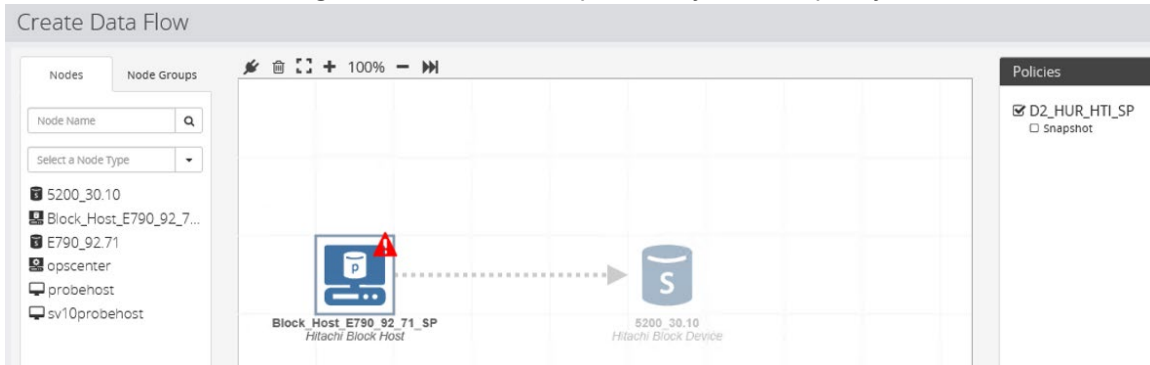 Create Data Flow
Nodes
Node Groups
100%
Node Name
Select a Node Type
5200_30.10
Block_Host_E790_92_7...
E790_92.71
opscenter
probehost
sv10probehost
P
Block_Host_E790_92_71_SP
Hitachi Block Host
S
5200_30.10
Hitachi Block Device
Policies
D2_HUR_HTI_SP
Snapshot